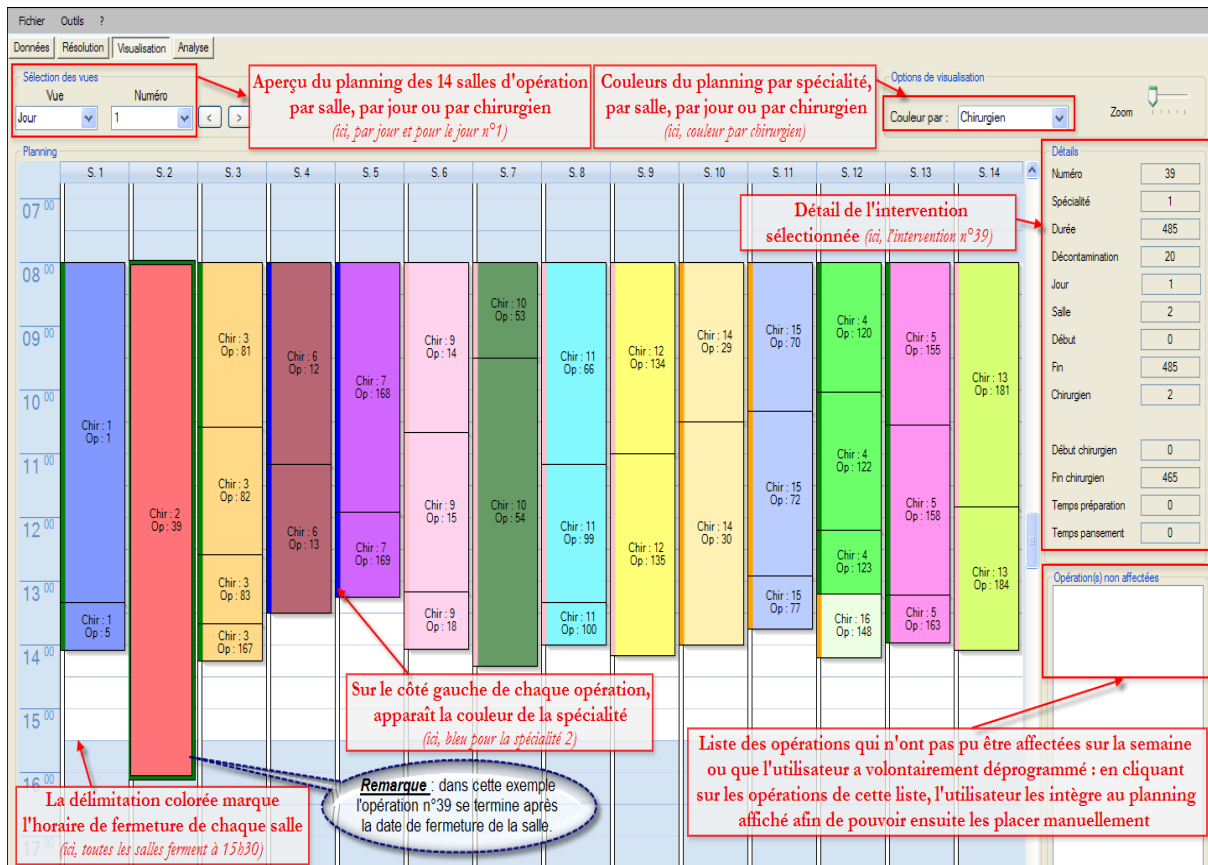 Fichier Outils ?
Données Résolution Visualisation Analyse
Sélection des vues
Vue Numéro
Jour 1 < >
Aperçu du planning des 14 salles d'opération
par salle, par jour ou par chirurgien
(ici, par jour et pour le jour n°1)
Couleurs du planning par spécialité,
par salle, par jour ou par chirurgien
(ici, couleur par chirurgien)
Options de visualisation
Couleur par : Chirurgien
Zoom
Planning
S. 1 S. 2 S. 3 S. 4 S. 5 S. 6 S. 7 S. 8 S. 9 S. 10 S. 11 S. 12 S. 13 S. 14
07 00
08 00
09 00
10 00
11 00
12 00
13 00
14 00
15 00
16 00
17 00
Chir : 1
Op : 1
Chir : 1
Op : 5
Chir : 2
Op : 39
Chir : 3
Op : 81
Chir : 3
Op : 82
Chir : 3
Op : 83
Chir : 3
Op : 167
Chir : 6
Op : 12
Chir : 6
Op : 13
Chir : 7
Op : 168
Chir : 7
Op : 169
Chir : 9
Op : 14
Chir : 9
Op : 15
Chir : 9
Op : 18
Chir : 10
Op : 53
Chir : 10
Op : 54
Chir : 11
Op : 66
Chir : 11
Op : 99
Chir : 11
Op : 100
Chir : 12
Op : 134
Chir : 12
Op : 135
Chir : 14
Op : 29
Chir : 14
Op : 30
Chir : 15
Op : 70
Chir : 15
Op : 72
Chir : 15
Op : 77
Chir : 4
Op : 120
Chir : 4
Op : 122
Chir : 4
Op : 123
Chir : 16
Op : 148
Chir : 5
Op : 155
Chir : 5
Op : 158
Chir : 5
Op : 163
Chir : 13
Op : 181
Chir : 13
Op : 184
Détail de l'intervention
sélectionnée (ici, l'intervention n°39)
Détails
Numéro 39
Spécialité 1
Durée 485
Décontamination 20
Jour 1
Salle 2
Début 0
Fin 485
Chirurgien 2
Début chirurgien 0
Fin chirurgien 465
Temps préparation 0
Temps pansement 0
Opération(s) non affectées
Sur le côté gauche de chaque opération,
apparaît la couleur de la spécialité
(ici, bleu pour la spécialité 2)
Liste des opérations qui n'ont pas pu être affectées sur la semaine
ou que l'utilisateur a volontairement déprogrammé : en cliquant
sur les opérations de cette liste, l'utilisateur les intègre au planning
affiché afin de pouvoir ensuite les placer manuellement
Remarque : dans cette exemple
l'opération n°39 se termine après
la date de fermeture de la salle.
La délimitation colorée marque
l'horaire de fermeture de chaque salle
(ici, toutes les salles ferment à 15h30)